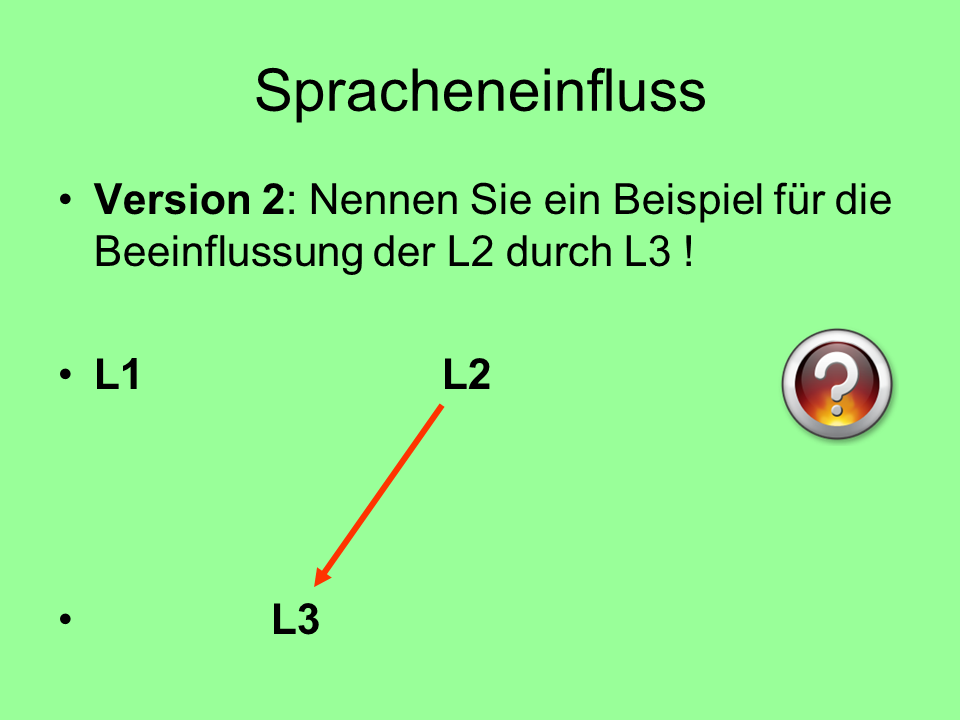 Spracheneinfluss
• Version 2: Nennen Sie ein Beispiel für die
Beeinflussung der L2 durch L3 !
• L1 L2
?
• L3